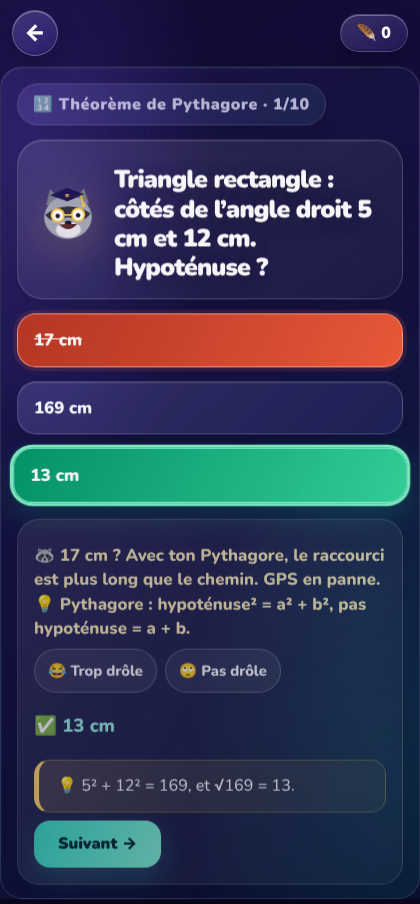 ← 🪶 0
🔢 Théorème de Pythagore · 1/10
Triangle rectangle :
côtés de l’angle droit 5
cm et 12 cm.
Hypoténuse ?
17 cm
169 cm
13 cm
🦝 17 cm ? Avec ton Pythagore, le raccourci
est plus long que le chemin. GPS en panne.
💡 Pythagore : hypoténuse² = a² + b², pas
hypoténuse = a + b.
😂 Trop drôle 🙄 Pas drôle
✅ 13 cm
💡 5² + 12² = 169, et √169 = 13.
Suivant →